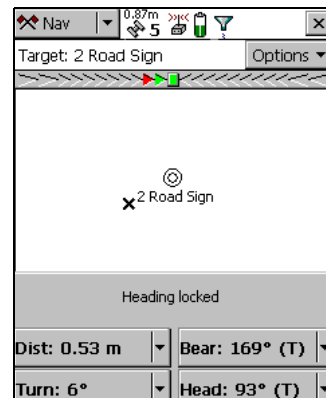 Nav
0.87m
5
3
Target: 2 Road Sign
Options
2 Road Sign
Heading locked
Dist: 0.53 m
Bear: 169° (T)
Turn: 6°
Head: 93° (T)